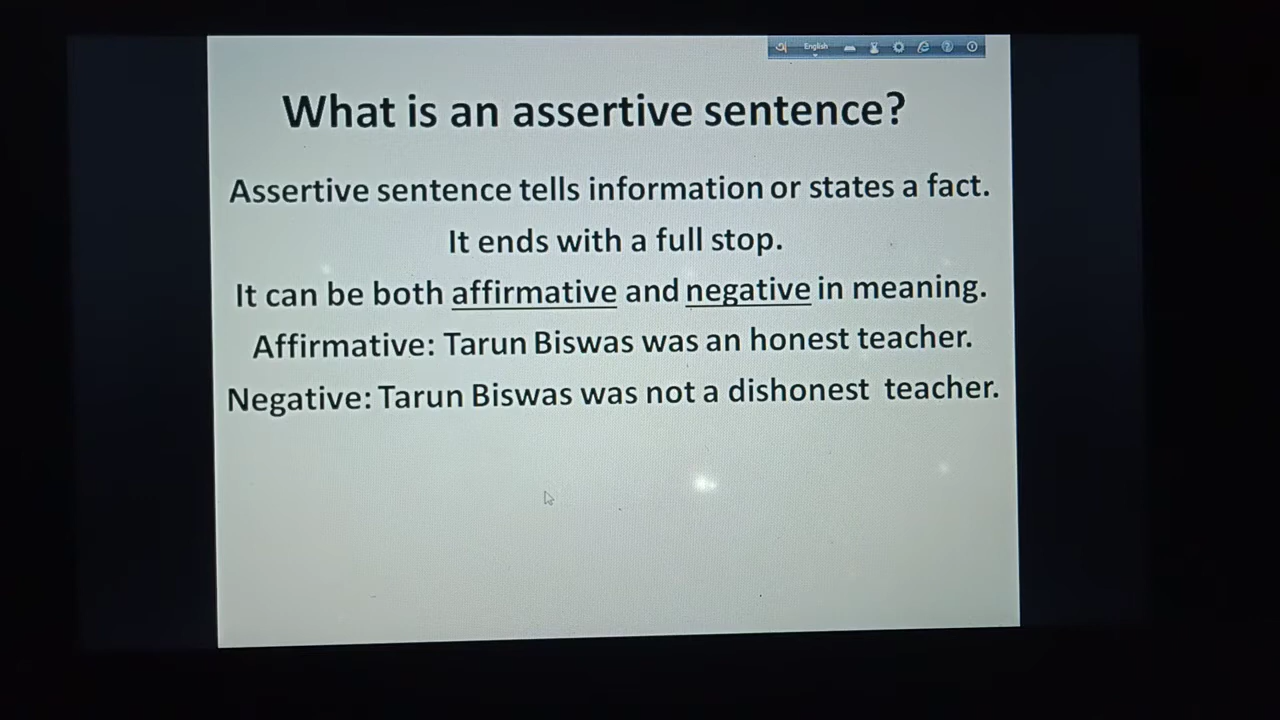 English
What is an assertive sentence?
Assertive sentence tells information or states a fact.
It ends with a full stop.
It can be both affirmative and negative in meaning.
Affirmative: Tarun Biswas was an honest teacher.
Negative: Tarun Biswas was not a dishonest teacher.